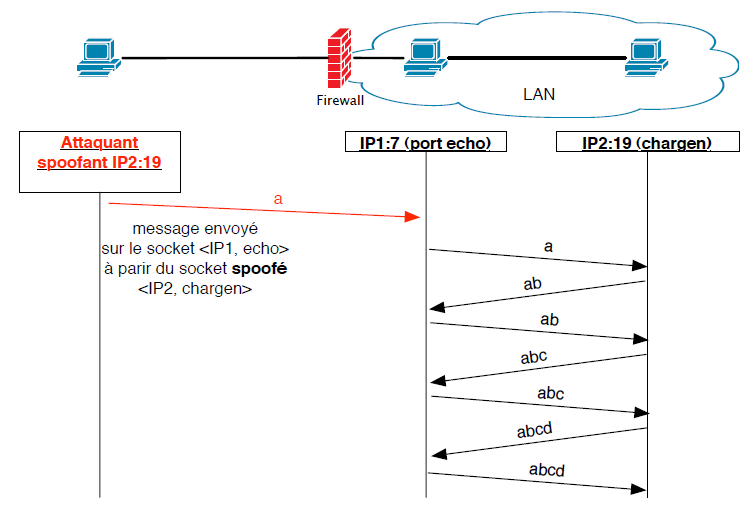 Firewall
LAN
Attaquant
spoofant IP2:19
IP1:7 (port echo)
IP2:19 (chargen)
a
message envoyé
sur le socket <IP1, echo>
à parir du socket spoofé
<IP2, chargen>
a
ab
ab
abc
abc
abcd
abcd